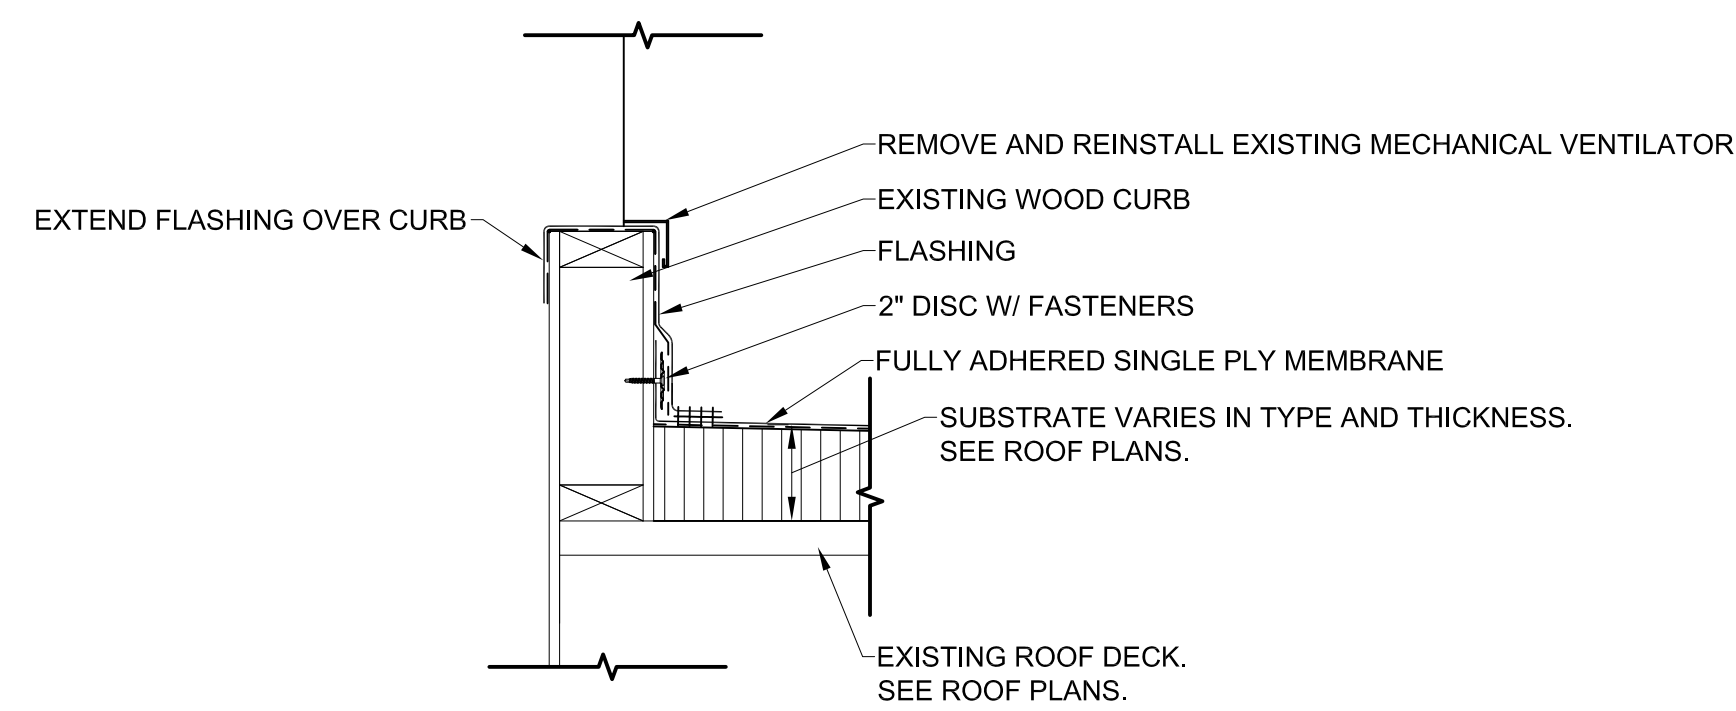 REMOVE AND REINSTALL EXISTING MECHANICAL VENTILATOR
EXISTING WOOD CURB
EXTEND FLASHING OVER CURB
FLASHING
2" DISC W/ FASTENERS
FULLY ADHERED SINGLE PLY MEMBRANE
SUBSTRATE VARIES IN TYPE AND THICKNESS.
SEE ROOF PLANS.
EXISTING ROOF DECK.
SEE ROOF PLANS.